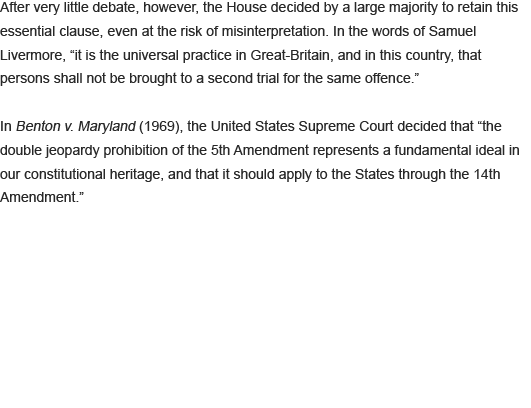 After very little debate, however, the House decided by a large majority to retain this
essential clause, even at the risk of misinterpretation. In the words of Samuel
Livermore, “it is the universal practice in Great-Britain, and in this country, that
persons shall not be brought to a second trial for the same offence.”
In Benton v. Maryland (1969), the United States Supreme Court decided that “the
double jeopardy prohibition of the 5th Amendment represents a fundamental ideal in
our constitutional heritage, and that it should apply to the States through the 14th
Amendment.”